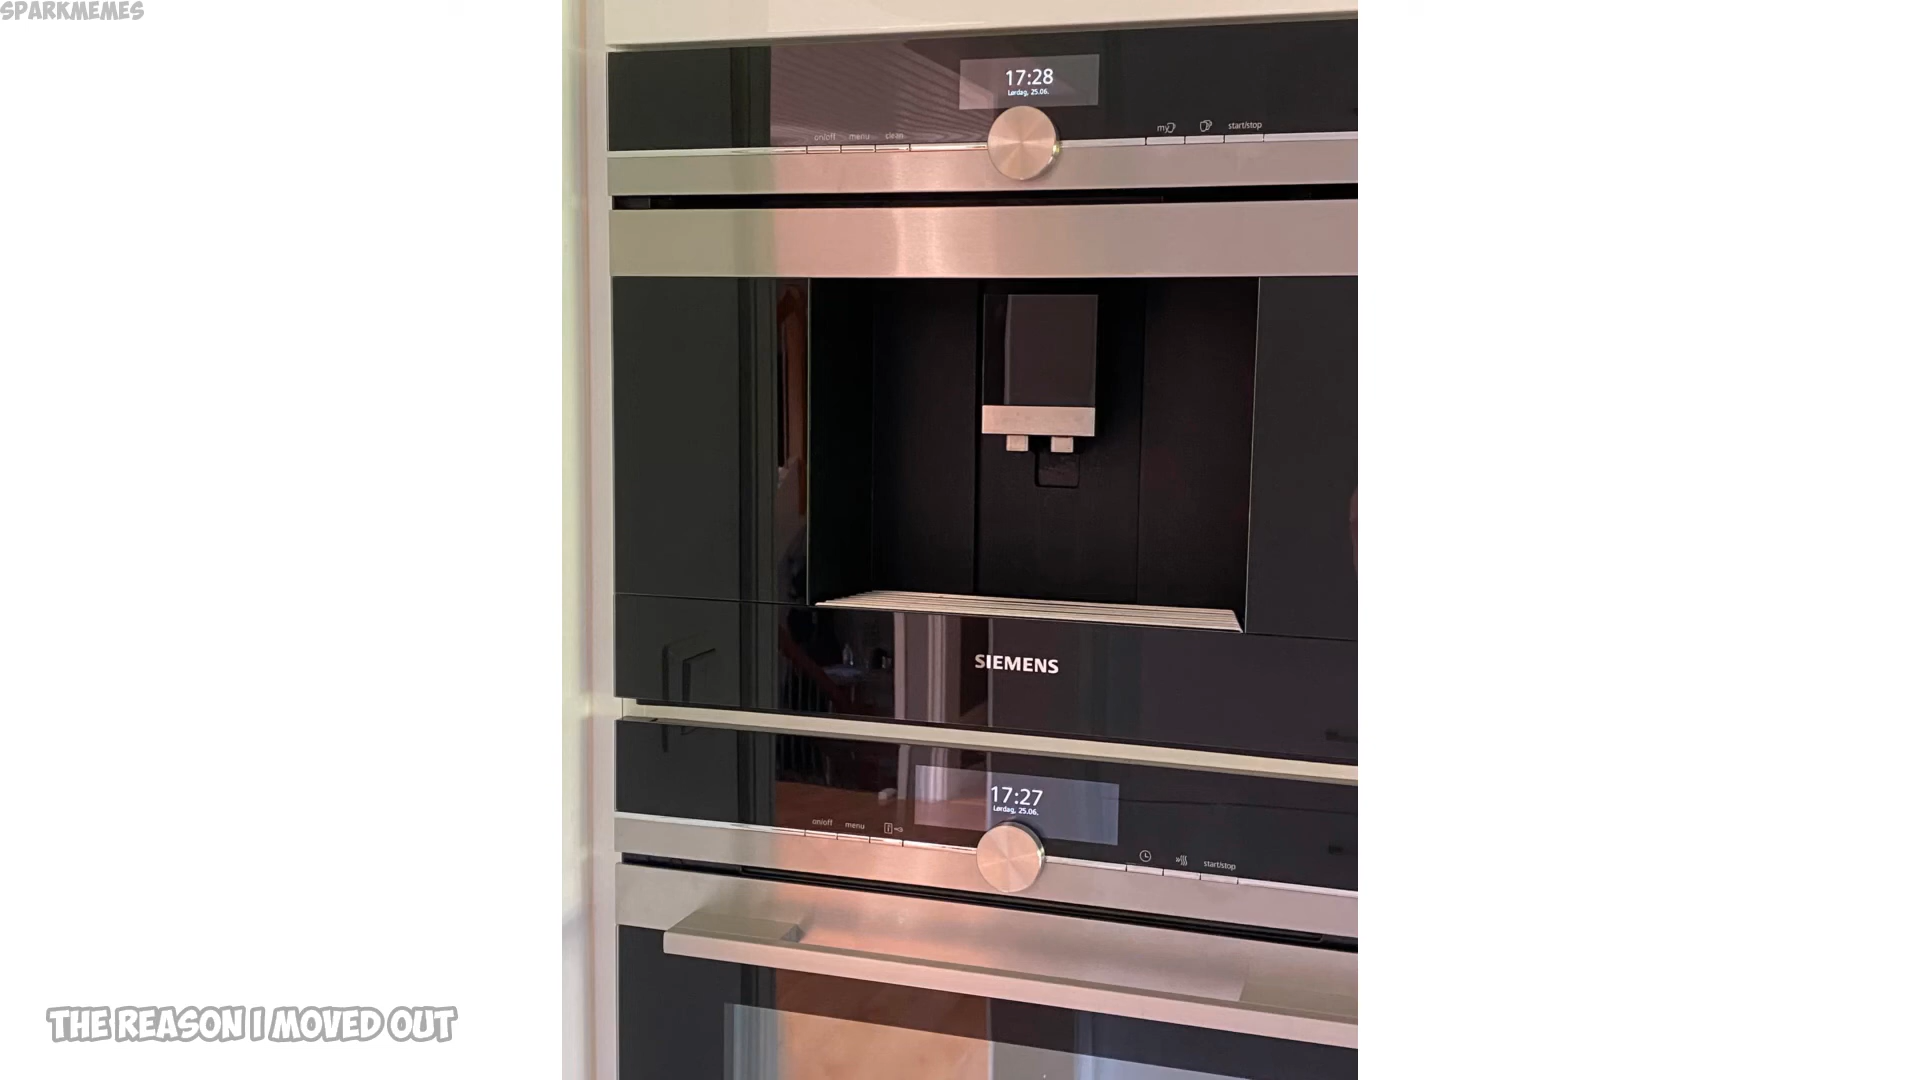 SPARKMEMES
17:28
Lørdag, 25.06.
on/off menu clean
my start/stop
SIEMENS
17:27
Lørdag, 25.06.
on/off menu
start/stop
THE REASON I MOVED OUT